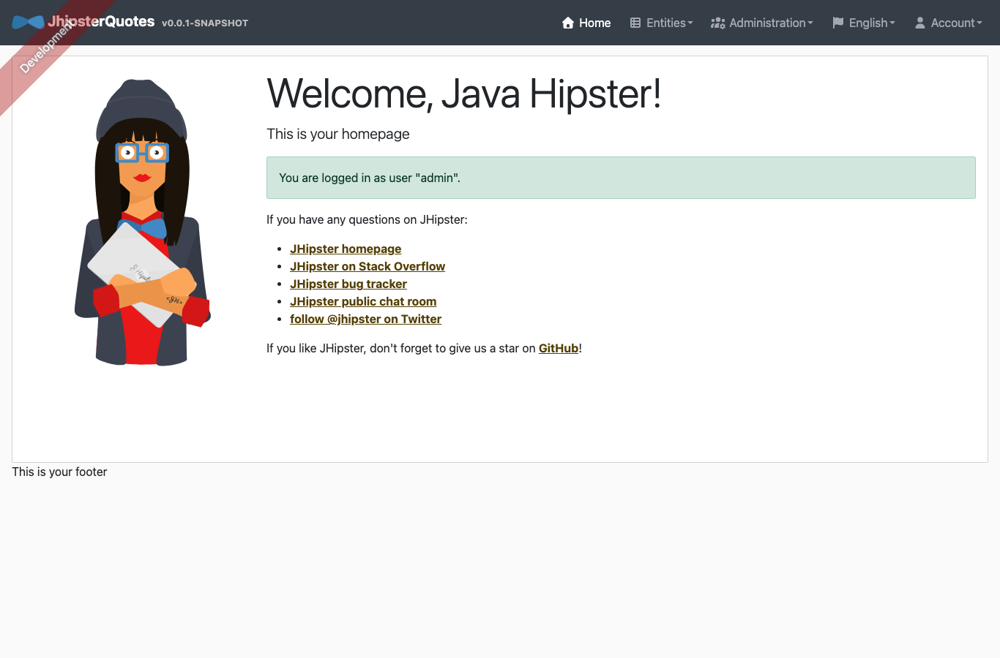 JhipsterQuotes v0.0.1-SNAPSHOT Home Entities Administration English Account
Development
Welcome, Java Hipster!
This is your homepage
You are logged in as user "admin".
If you have any questions on JHipster:
JHipster homepage
JHipster on Stack Overflow
JHipster bug tracker
JHipster public chat room
follow @jhipster on Twitter
If you like JHipster, don't forget to give us a star on GitHub!
<JH>
This is your footer